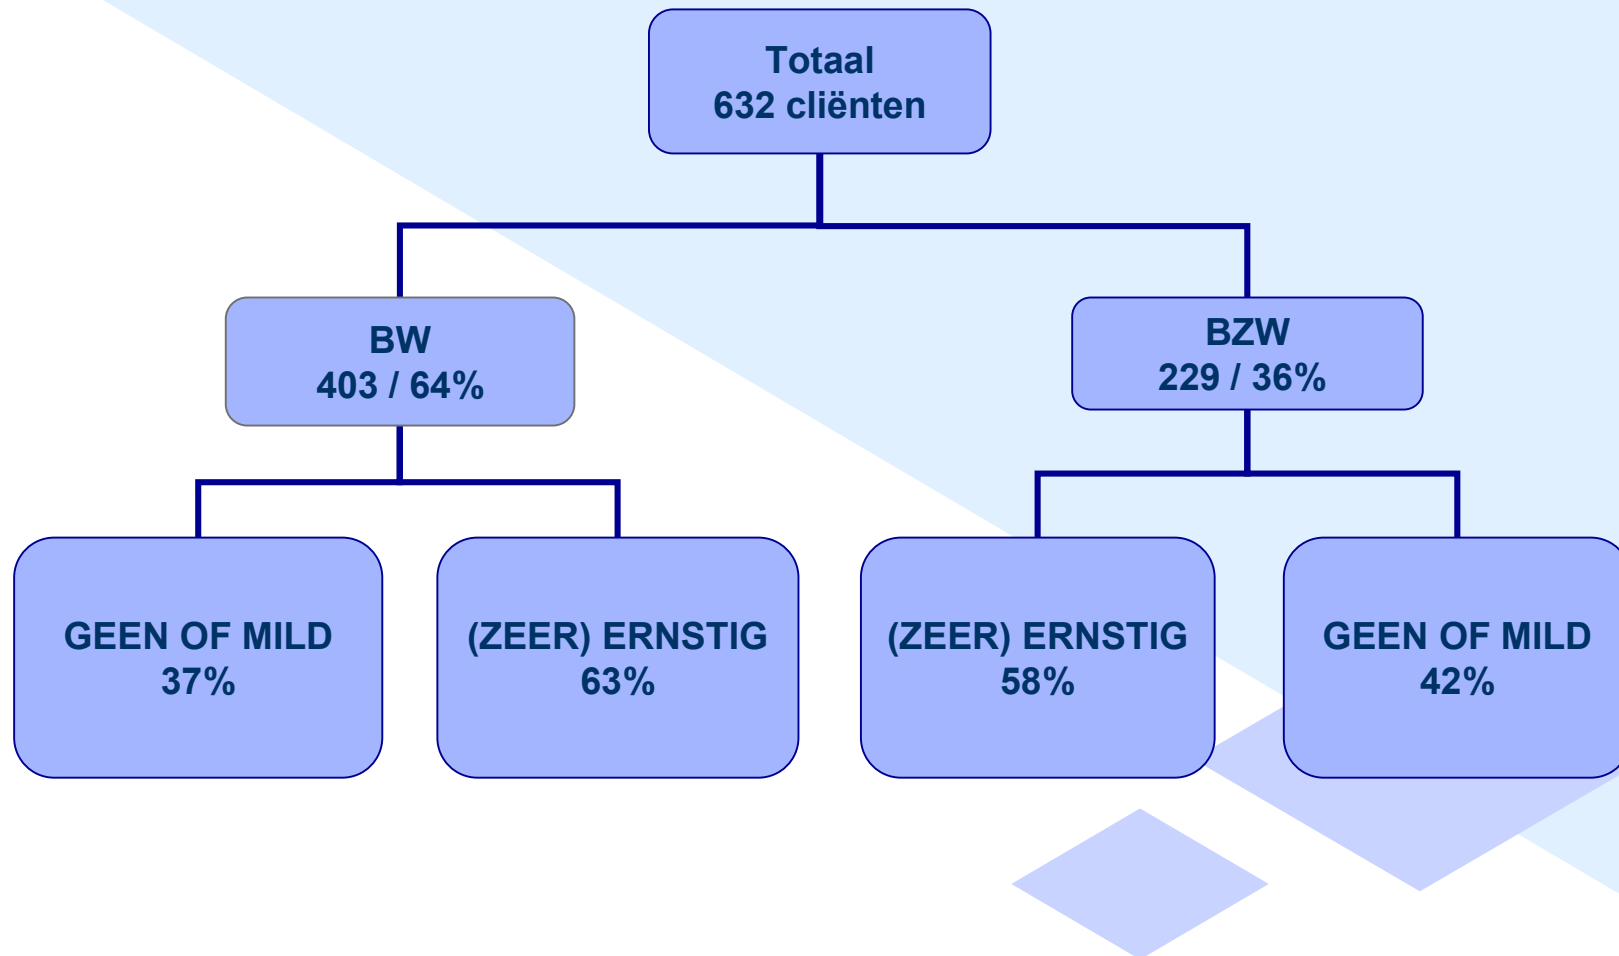 Totaal
632 cliënten
BW
403 / 64%
BZW
229 / 36%
GEEN OF MILD
37%
(ZEER) ERNSTIG
63%
(ZEER) ERNSTIG
58%
GEEN OF MILD
42%